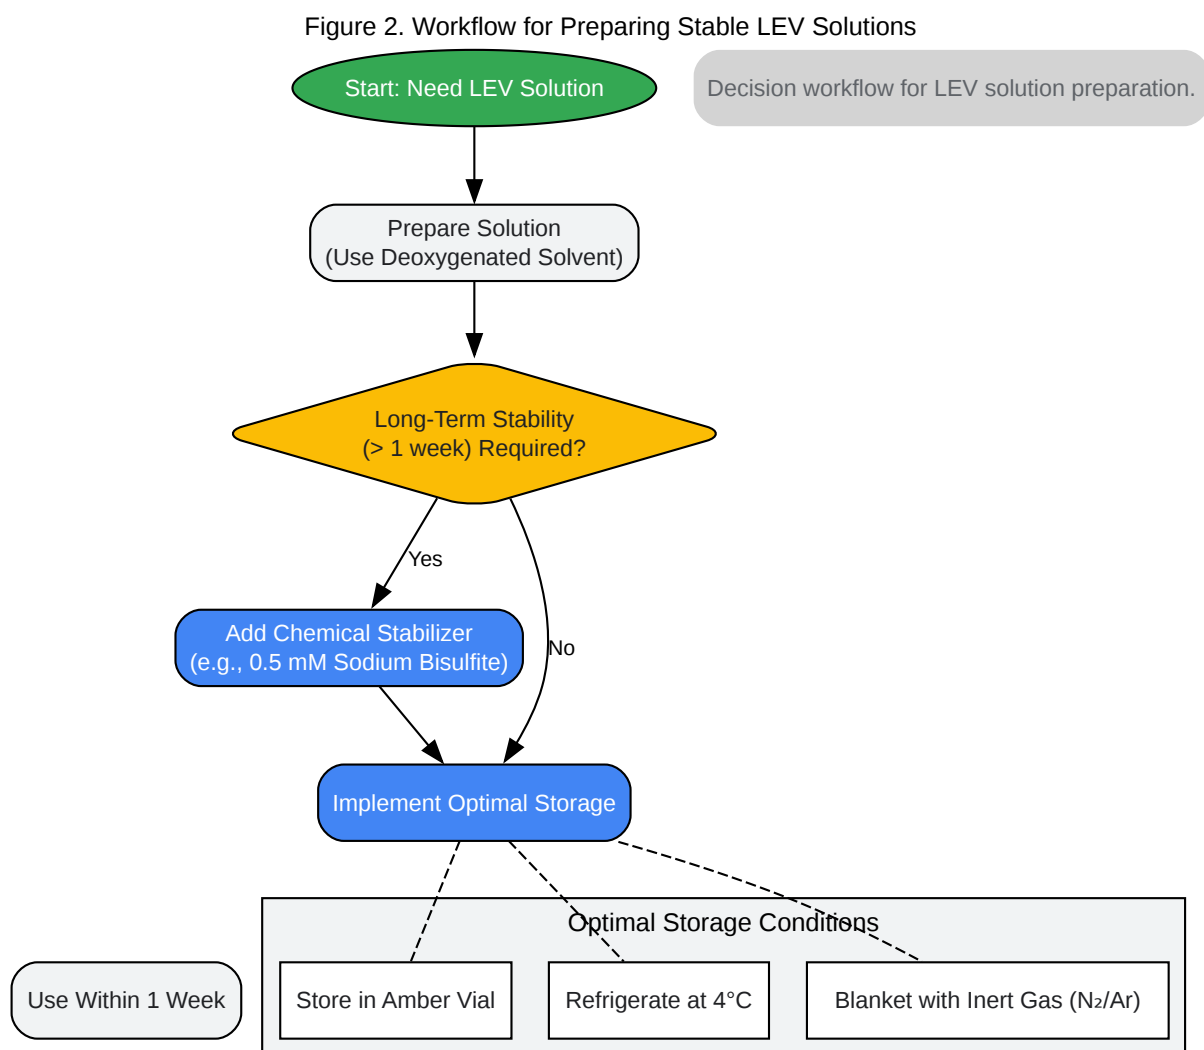 Figure 2. Workflow for Preparing Stable LEV Solutions
Start: Need LEV Solution
Decision workflow for LEV solution preparation.
Prepare Solution
(Use Deoxygenated Solvent)
Long-Term Stability
(> 1 week) Required?
Yes
Add Chemical Stabilizer
(e.g., 0.5 mM Sodium Bisulfite)
No
Implement Optimal Storage
Optimal Storage Conditions
Use Within 1 Week
Store in Amber Vial
Refrigerate at 4°C
Blanket with Inert Gas (N₂/Ar)